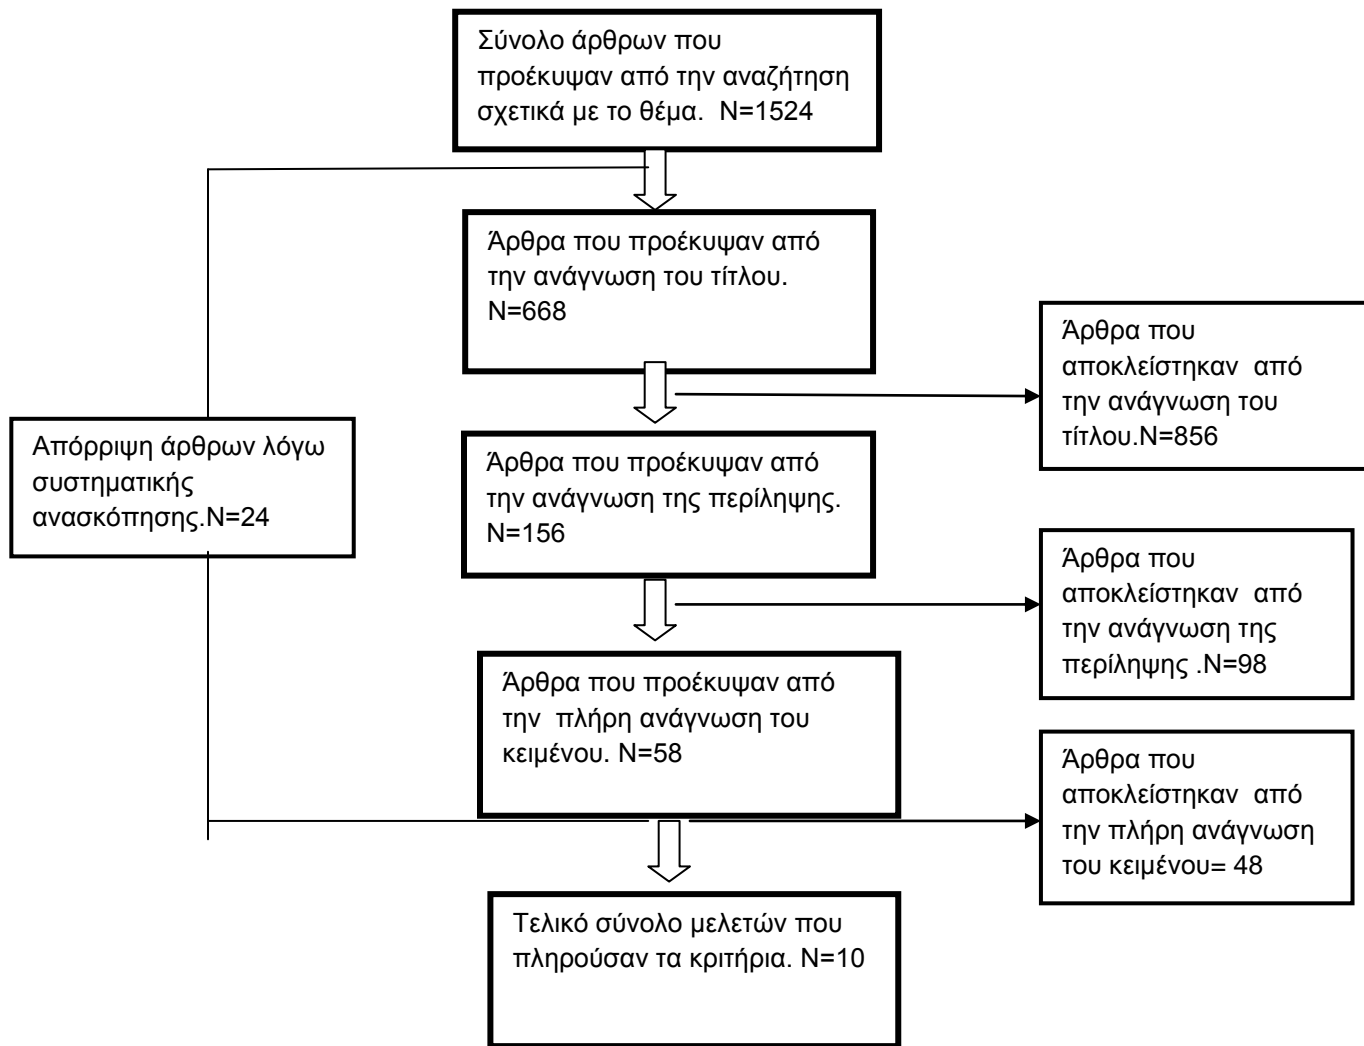 Σύνολο άρθρων που
προέκυψαν από την αναζήτηση
σχετικά με το θέμα. N=1524
Άρθρα που προέκυψαν από
την ανάγνωση του τίτλου.
N=668
Άρθρα που
αποκλείστηκαν από
την ανάγνωση του
τίτλου.N=856
Απόρριψη άρθρων λόγω
συστηματικής
ανασκόπησης.N=24
Άρθρα που προέκυψαν από
την ανάγνωση της περίληψης.
N=156
Άρθρα που
αποκλείστηκαν από
την ανάγνωση της
περίληψης .N=98
Άρθρα που προέκυψαν από
την πλήρη ανάγνωση του
κειμένου. N=58
Άρθρα που
αποκλείστηκαν από
την πλήρη ανάγνωση
του κειμένου= 48
Τελικό σύνολο μελετών που
πληρούσαν τα κριτήρια. N=10